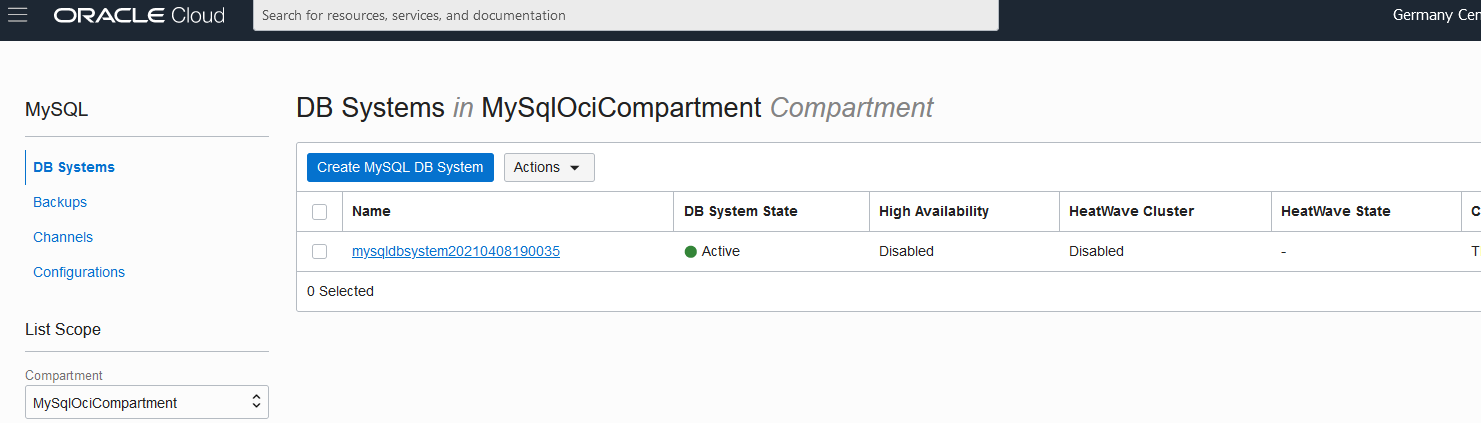 ORACLE Cloud
Search for resources, services, and documentation
Germany
MySQL
DB Systems
Backups
Channels
Configurations
List Scope
Compartment
MySqlOciCompartment
DB Systems in MySqlOciCompartment Compartment
Create MySQL DB System Actions
Name DB System State High Availability HeatWave Cluster HeatWave State
mysqldbsystem20210408190035 Active Disabled Disabled -
0 Selected